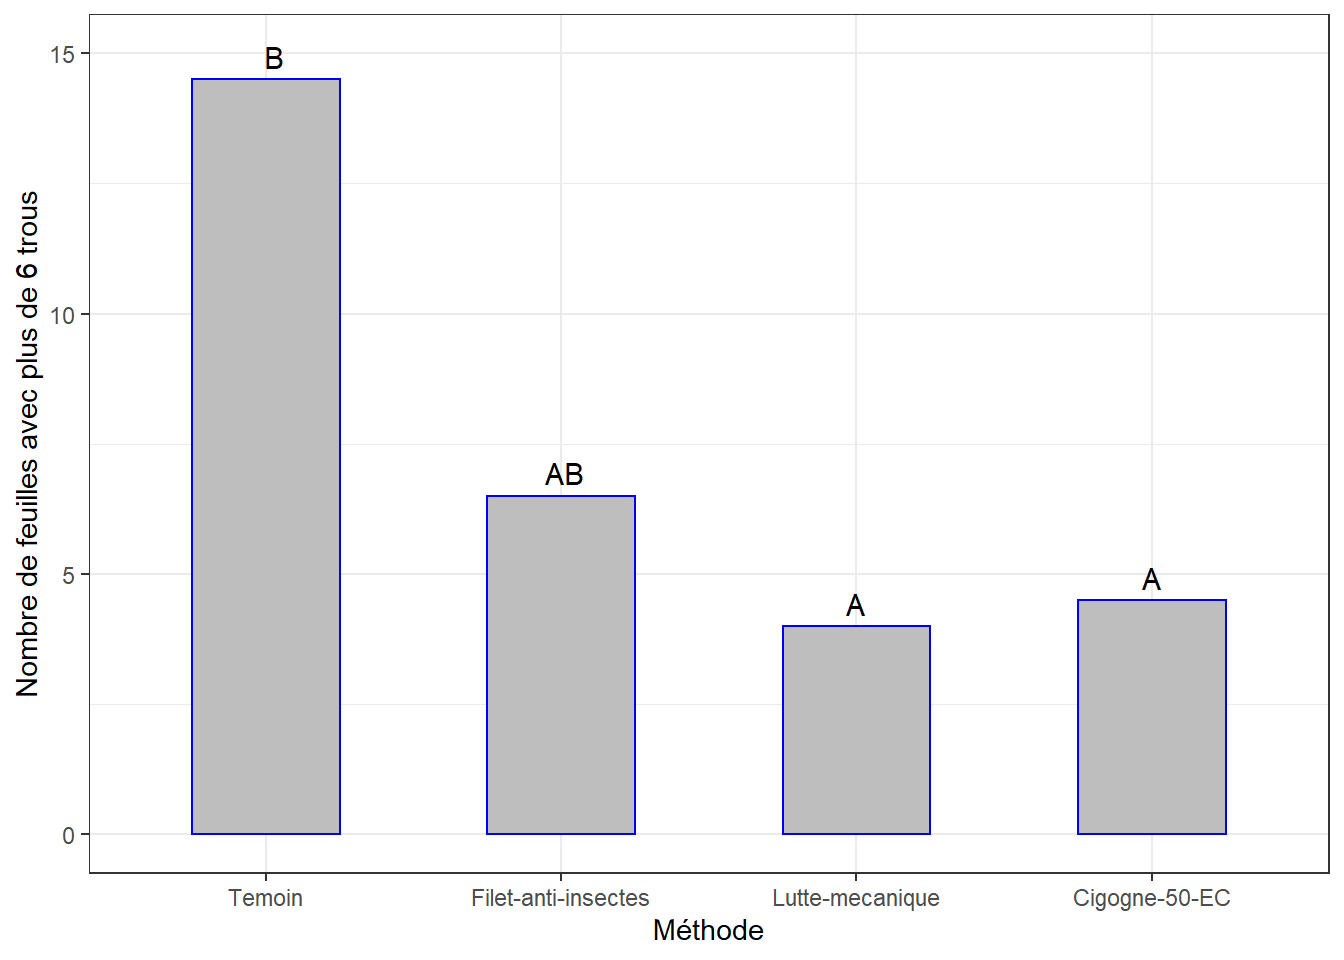 Nombre de feuilles avec plus de 6 trous
15
10
5
0
B
AB
A
A
Temoin
Filet-anti-insectes
Lutte-mecanique
Cigogne-50-EC
Méthode